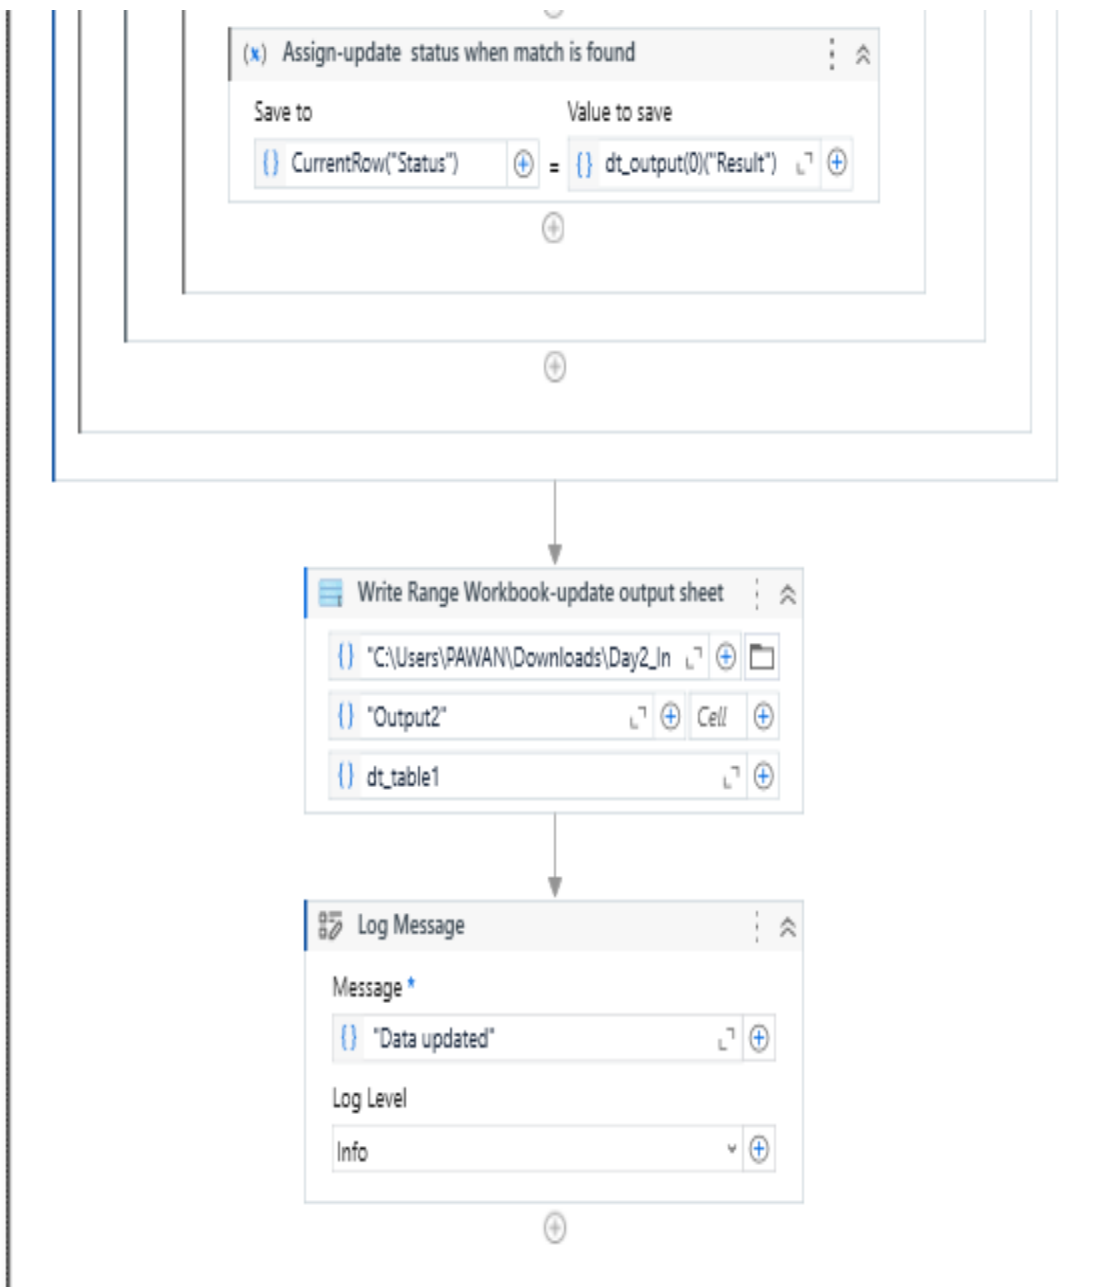 (x) Assign-update status when match is found
Save to Value to save
{} CurrentRow("Status") = {} dt_output(0)("Result")
Write Range Workbook-update output sheet
{} "C:\Users\PAWAN\Downloads\Day2_In
{} "Output2" Cell
{} dt_table1
Log Message
Message *
{} "Data updated"
Log Level
Info